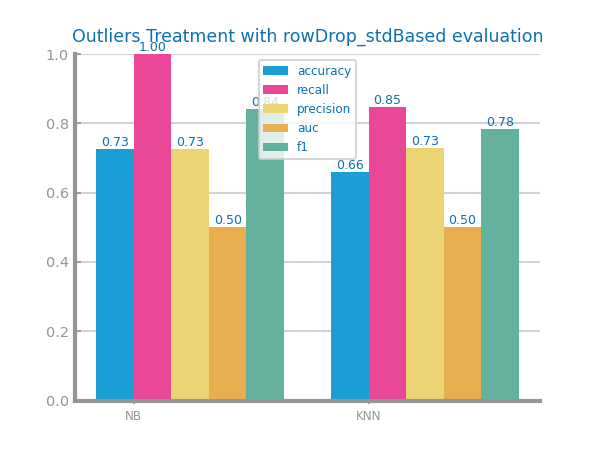 Outliers Treatment with rowDrop_stdBased evaluation
1.0
0.8
0.6
0.4
0.2
0.0
1.00
0.73
0.73
0.50
0.84
0.66
0.85
0.73
0.50
0.78
accuracy
recall
precision
auc
f1
NB
KNN